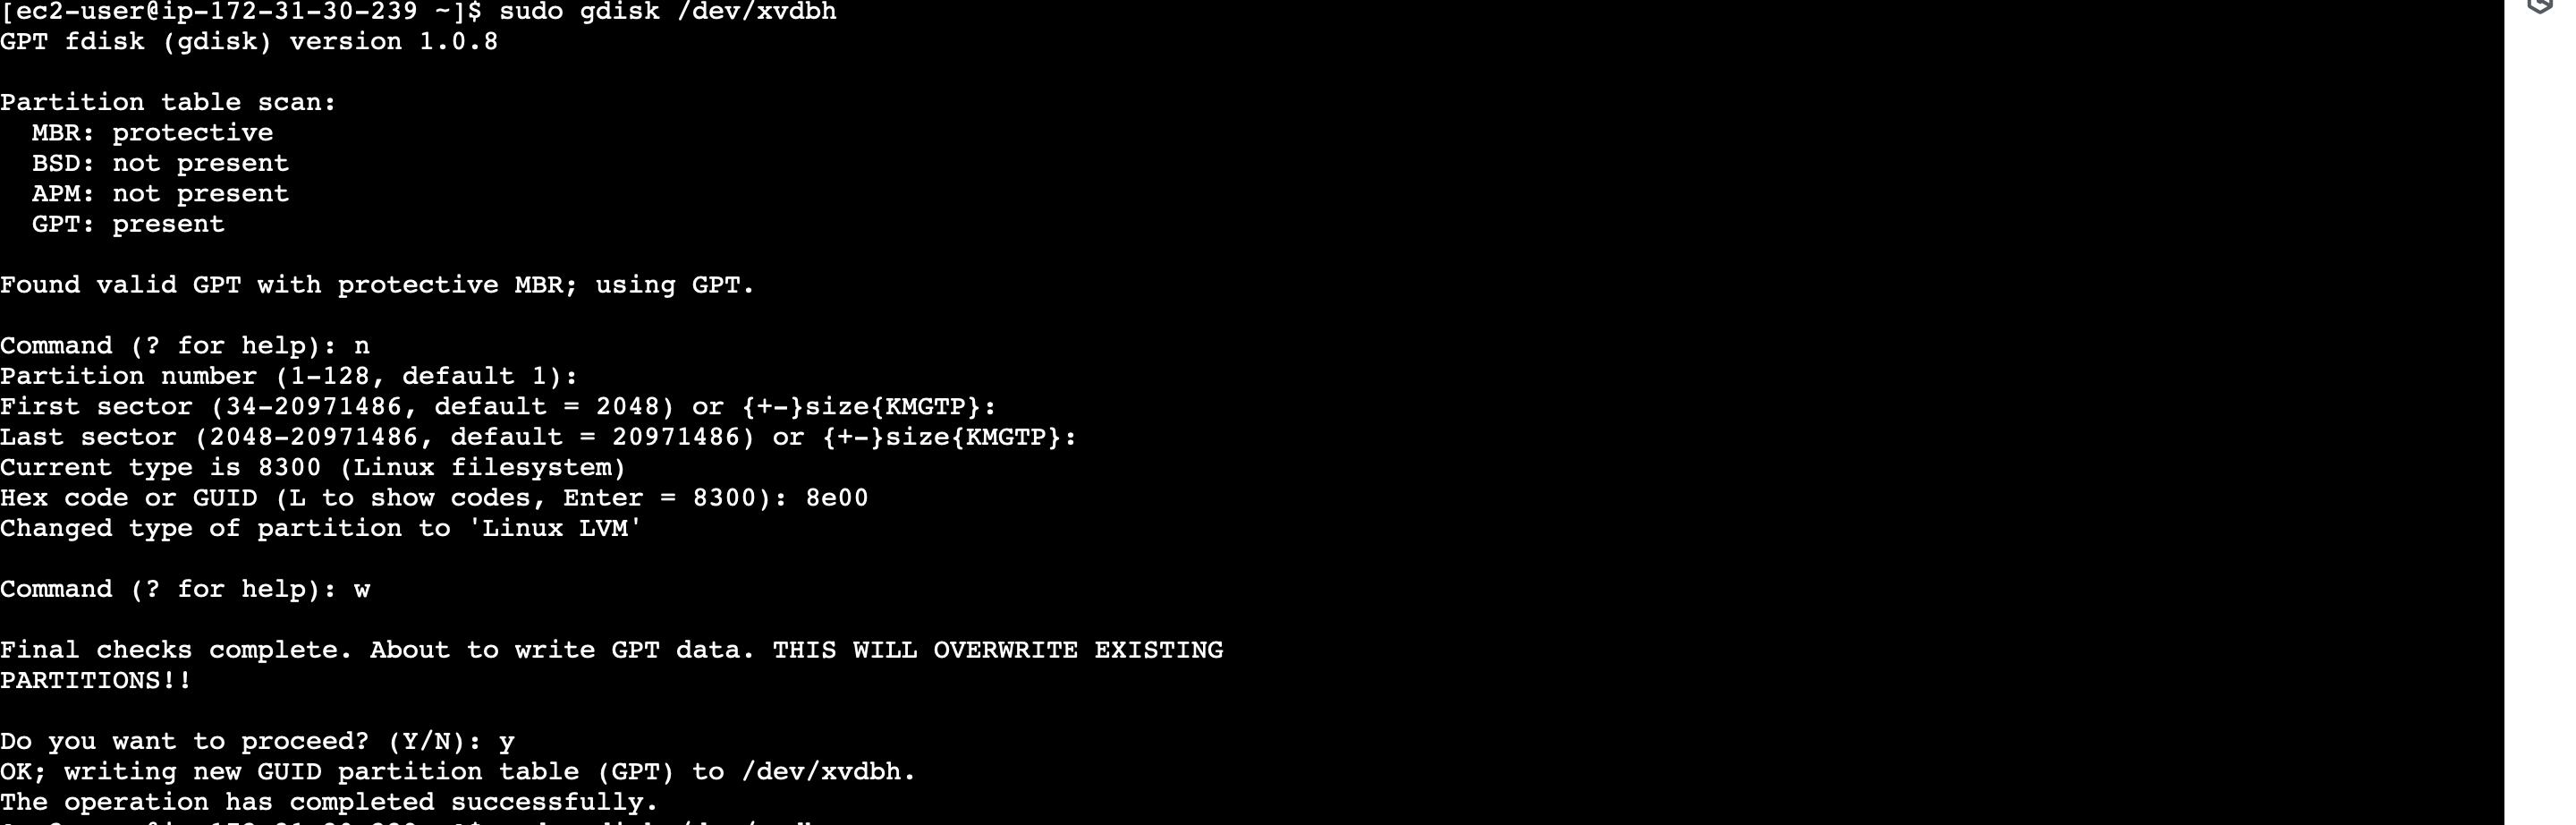 [ec2-user@ip-172-31-30-239 ~]$ sudo gdisk /dev/xvdbh
GPT fdisk (gdisk) version 1.0.8
Partition table scan:
  MBR: protective
  BSD: not present
  APM: not present
  GPT: present
Found valid GPT with protective MBR; using GPT.
Command (? for help): n
Partition number (1-128, default 1):
First sector (34-20971486, default = 2048) or {+-}size{KMGTP}:
Last sector (2048-20971486, default = 20971486) or {+-}size{KMGTP}:
Current type is 8300 (Linux filesystem)
Hex code or GUID (L to show codes, Enter = 8300): 8e00
Changed type of partition to 'Linux LVM'
Command (? for help): w
Final checks complete. About to write GPT data. THIS WILL OVERWRITE EXISTING
PARTITIONS!!
Do you want to proceed? (Y/N): y
OK; writing new GUID partition table (GPT) to /dev/xvdbh.
The operation has completed successfully.